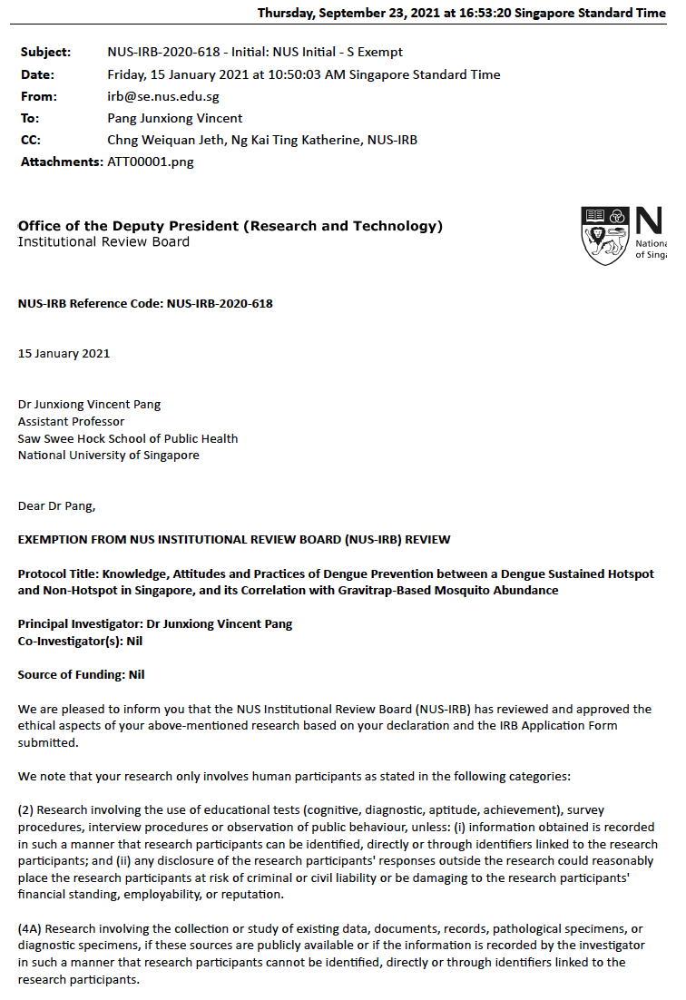 Thursday, September 23, 2021 at 16:53:20 Singapore Standard Time
Subject: NUS-IRB-2020-618 - Initial: NUS Initial - S Exempt
Date: Friday, 15 January 2021 at 10:50:03 AM Singapore Standard Time
From: irb@se.nus.edu.sg
To: Pang Junxiong Vincent
CC: Chng Weiquan Jeth, Ng Kai Ting Katherine, NUS-IRB
Attachments: ATT00001.png
Office of the Deputy President (Research and Technology)
Institutional Review Board
N
Nationa
of Singa
NUS-IRB Reference Code: NUS-IRB-2020-618
15 January 2021
Dr Junxiong Vincent Pang
Assistant Professor
Saw Swee Hock School of Public Health
National University of Singapore
Dear Dr Pang,
EXEMPTION FROM NUS INSTITUTIONAL REVIEW BOARD (NUS-IRB) REVIEW
Protocol Title: Knowledge, Attitudes and Practices of Dengue Prevention between a Dengue Sustained Hotspot
and Non-Hotspot in Singapore, and its Correlation with Gravitrap-Based Mosquito Abundance
Principal Investigator: Dr Junxiong Vincent Pang
Co-Investigator(s): Nil
Source of Funding: Nil
We are pleased to inform you that the NUS Institutional Review Board (NUS-IRB) has reviewed and approved the
ethical aspects of your above-mentioned research based on your declaration and the IRB Application Form
submitted.
We note that your research only involves human participants as stated in the following categories:
(2) Research involving the use of educational tests (cognitive, diagnostic, aptitude, achievement), survey
procedures, interview procedures or observation of public behaviour, unless: (i) information obtained is recorded
in such a manner that research participants can be identified, directly or through identifiers linked to the research
participants; and (ii) any disclosure of the research participants' responses outside the research could reasonably
place the research participants at risk of criminal or civil liability or be damaging to the research participants'
financial standing, employability, or reputation.
(4A) Research involving the collection or study of existing data, documents, records, pathological specimens, or
diagnostic specimens, if these sources are publicly available or if the information is recorded by the investigator
in such a manner that research participants cannot be identified, directly or through identifiers linked to the
research participants.